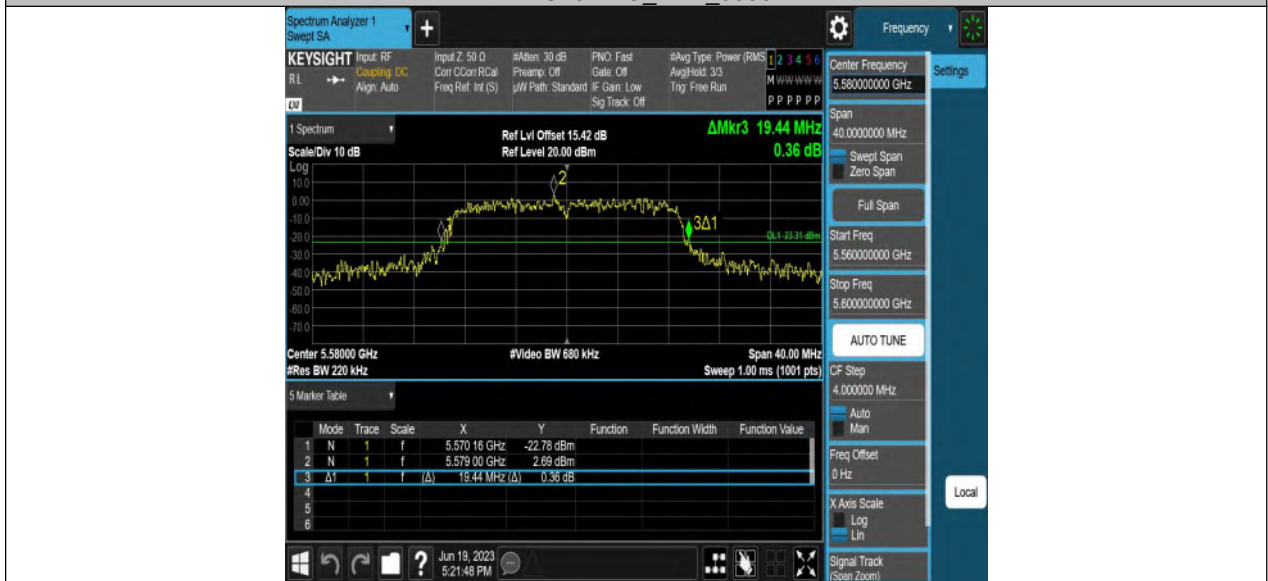 Spectrum Analyzer 1
Swept SA
+
Frequency
KEYSIGHT
RL
LXI
Input: RF
Coupling: DC
Align: Auto
Input Z: 50 Ω
Corr CCorr RCal
Freq Ref: Int (S)
#Atten: 30 dB
Preamp: Off
µW Path: Standard
PNO: Fast
Gate: Off
IF Gain: Low
Sig Track: Off
#Avg Type: Power (RMS
Avg|Hold: 3/3
Trig: Free Run
1 2 3 4 5 6
M W W W W W
P P P P P P
Center Frequency
5.580000000 GHz
Settings
Span
40.0000000 MHz
Swept Span
Zero Span
Full Span
Start Freq
5.560000000 GHz
Stop Freq
5.600000000 GHz
AUTO TUNE
CF Step
4.000000 MHz
Auto
Man
Freq Offset
0 Hz
X Axis Scale
Log
Lin
Signal Track
(Span Zoom)
Local
1 Spectrum
Scale/Div 10 dB
Ref Lvl Offset 15.42 dB
Ref Level 20.00 dBm
ΔMkr3 19.44 MHz
0.36 dB
Log
10.0
0.00
-10.0
-20.0
-30.0
-40.0
-50.0
-60.0
-70.0
2
3Δ1
DL1 -23.31 dBm
Center 5.58000 GHz
#Video BW 680 kHz
Span 40.00 MHz
#Res BW 220 kHz
Sweep 1.00 ms (1001 pts)
5 Marker Table
Mode Trace Scale X Y Function Function Width Function Value
1 N 1 f 5.570 16 GHz -22.78 dBm
2 N 1 f 5.579 00 GHz 2.69 dBm
3 Δ1 1 f (Δ) 19.44 MHz (Δ) 0.36 dB
4
5
6
?
Jun 19, 2023
5:21:48 PM